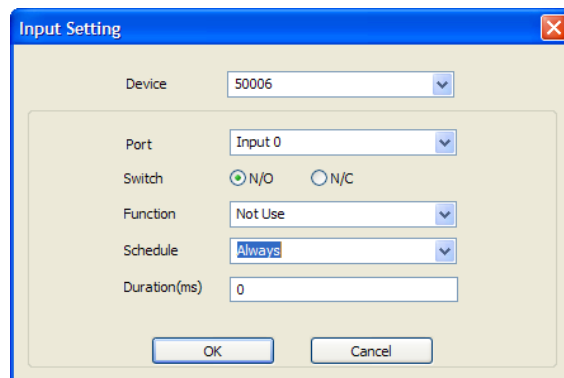 Input Setting
Device 50006
Port Input 0
Switch N/O N/C
Function Not Use
Schedule Always
Duration(ms) 0
OK Cancel